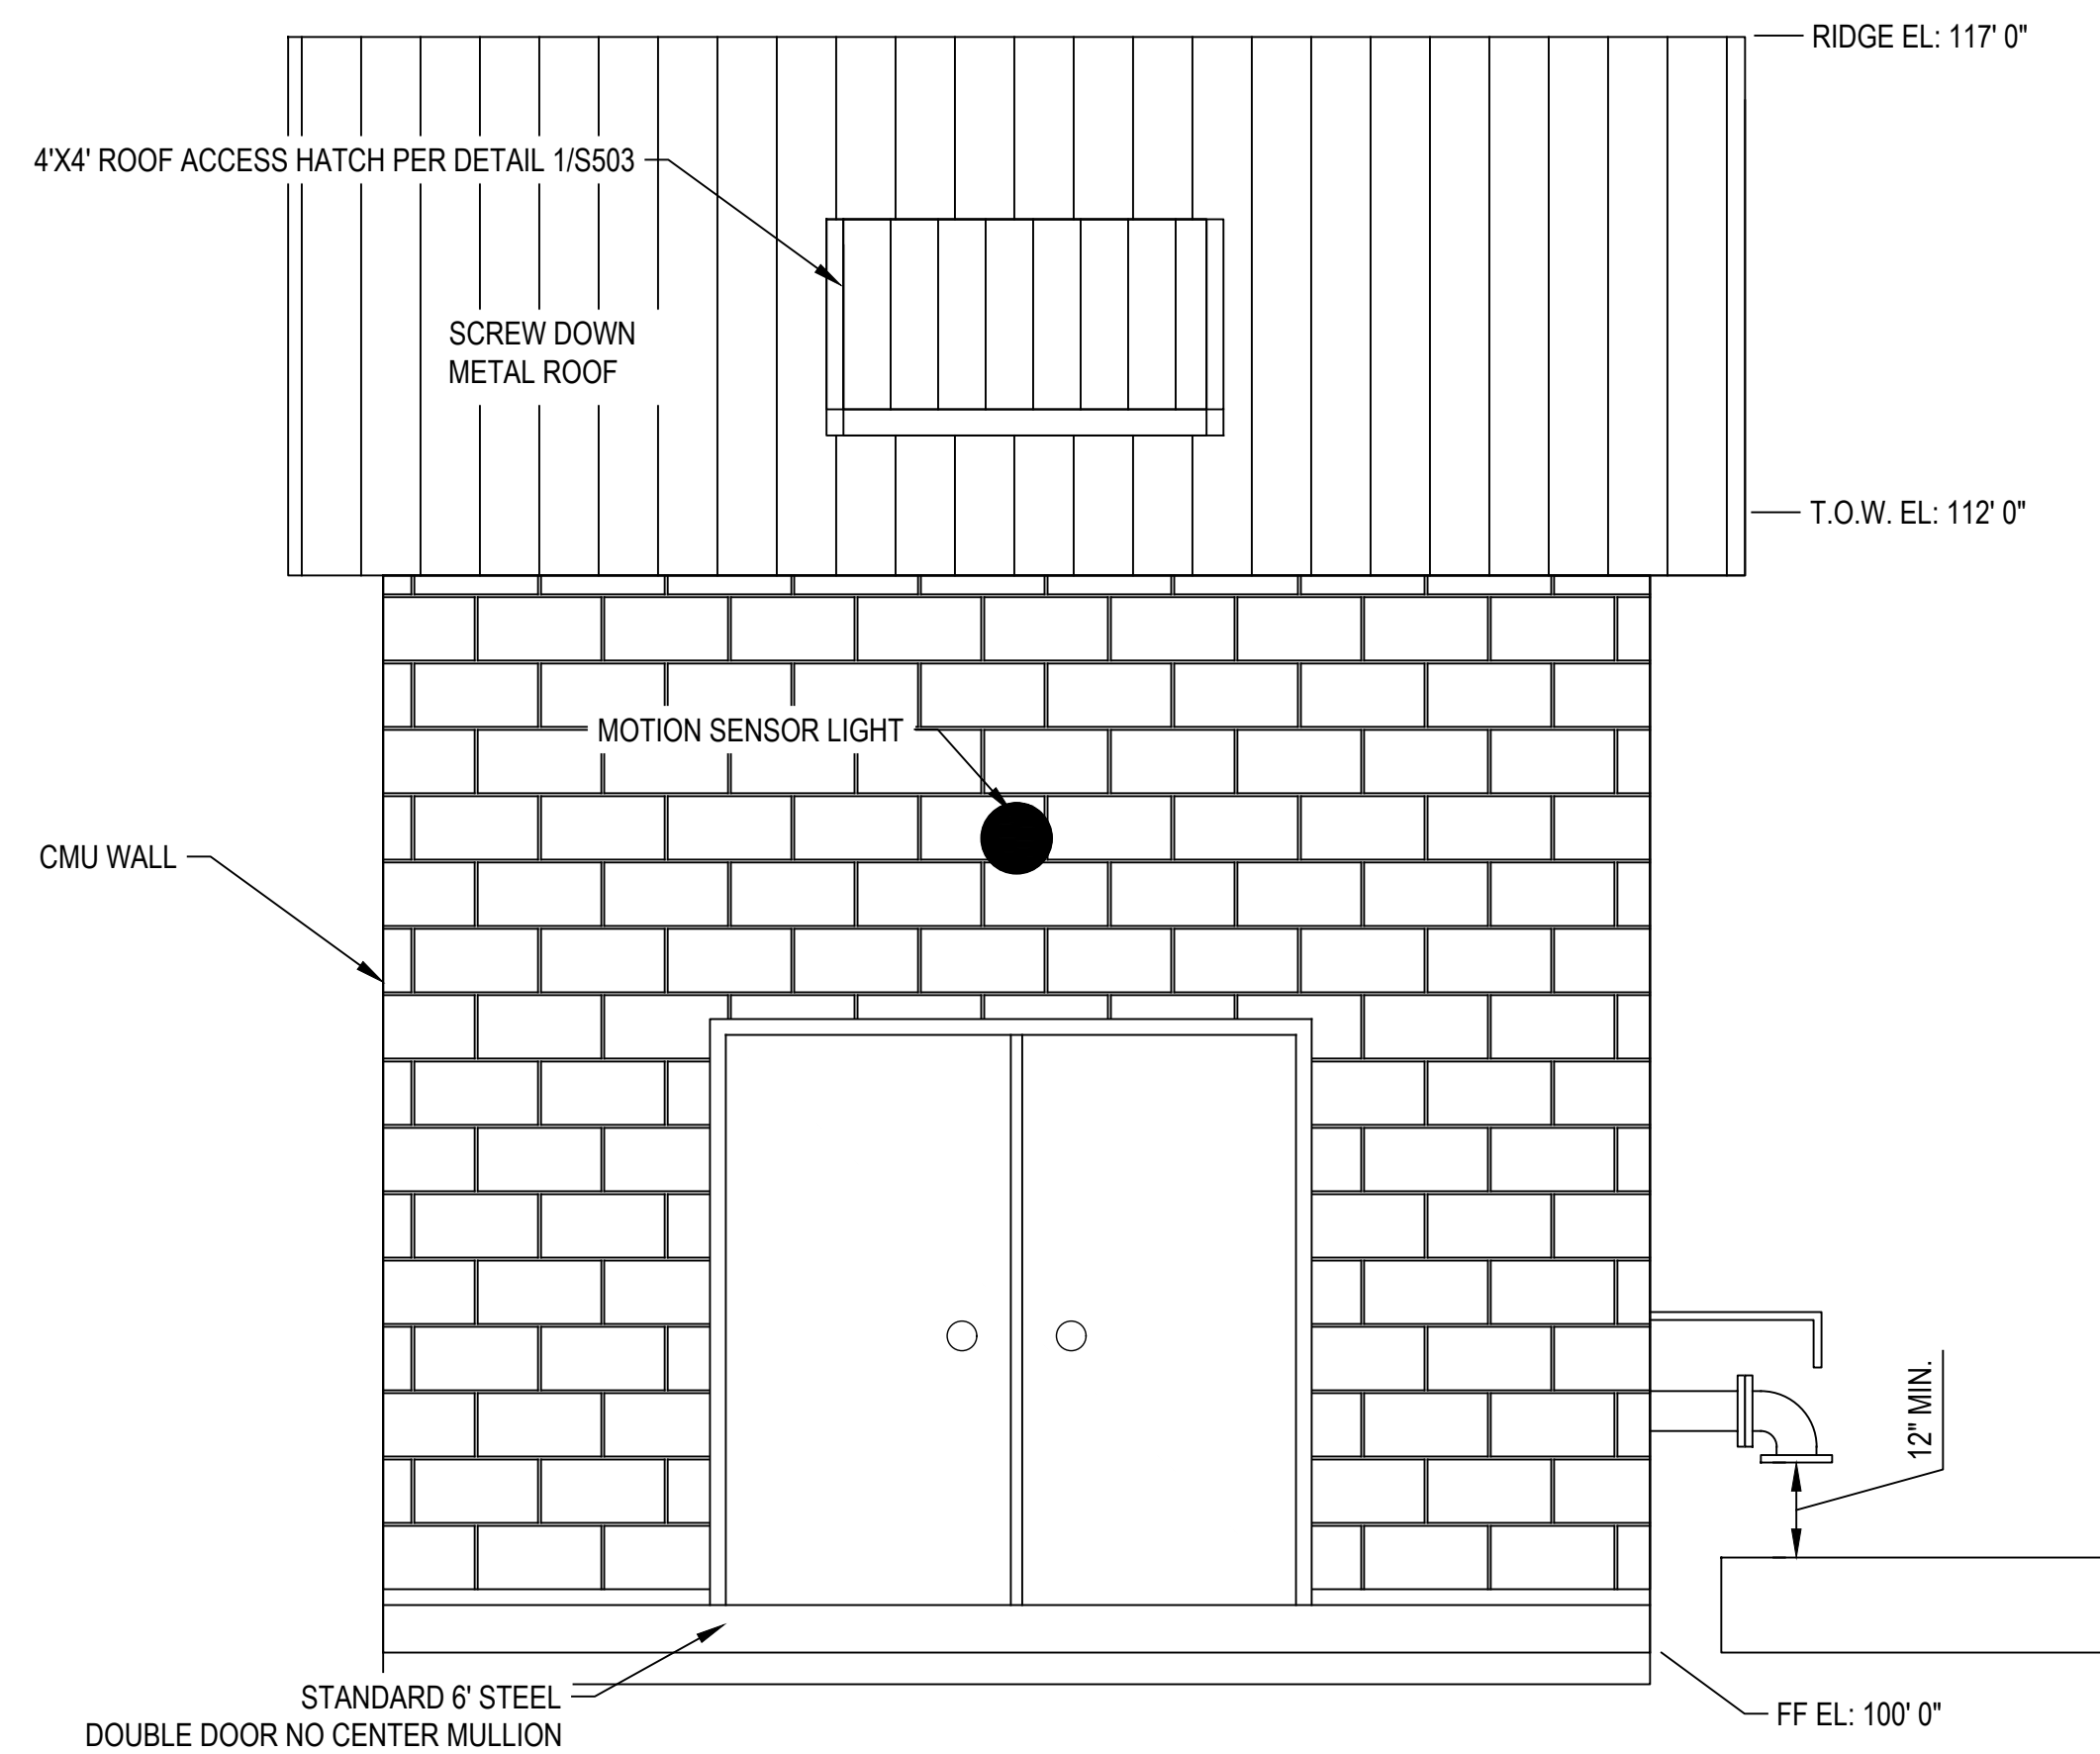 RIDGE EL: 117' 0"
4'X4' ROOF ACCESS HATCH PER DETAIL 1/S503
SCREW DOWN
METAL ROOF
T.O.W. EL: 112' 0"
MOTION SENSOR LIGHT
CMU WALL
12" MIN.
STANDARD 6' STEEL
DOUBLE DOOR NO CENTER MULLION
FF EL: 100' 0"